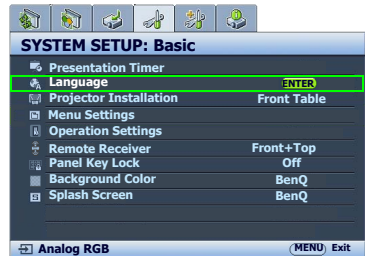 SYSTEM SETUP: Basic
Presentation Timer
Language ENTER
Projector Installation Front Table
Menu Settings
Operation Settings
Remote Receiver Front+Top
Panel Key Lock Off
Background Color BenQ
Splash Screen BenQ
Analog RGB MENU Exit